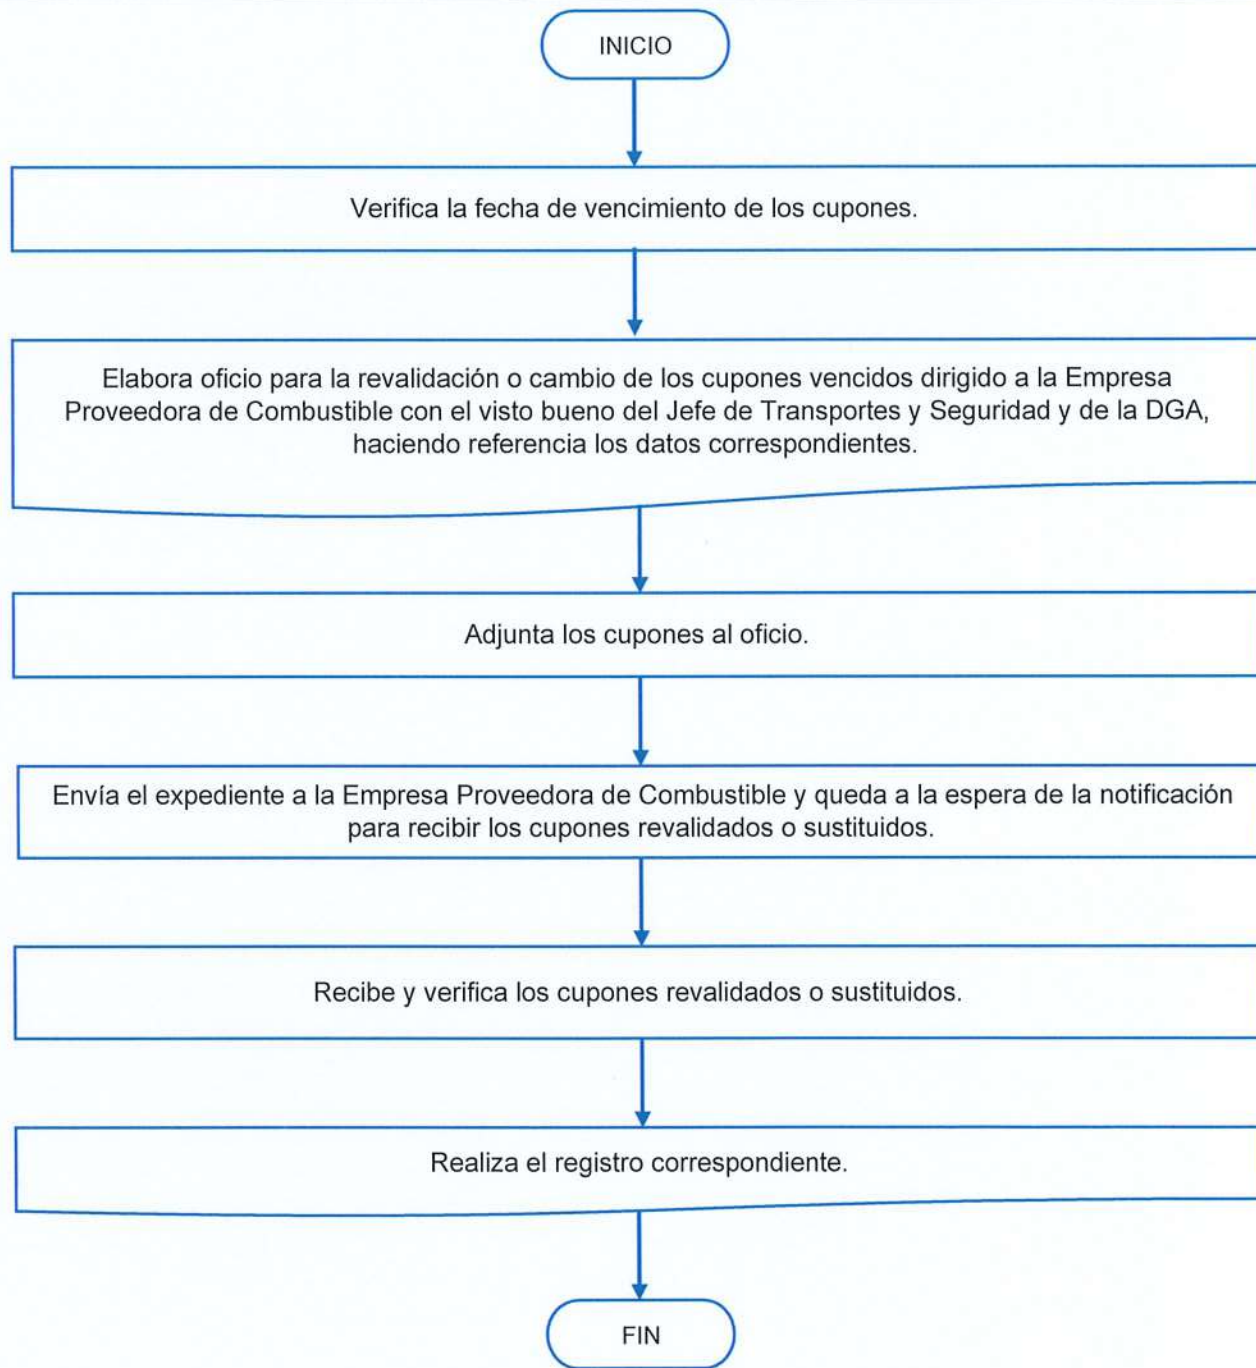 INICIO
Verifica la fecha de vencimiento de los cupones.
Elabora oficio para la revalidación o cambio de los cupones vencidos dirigido a la Empresa
Proveedora de Combustible con el visto bueno del Jefe de Transportes y Seguridad y de la DGA,
haciendo referencia los datos correspondientes.
Adjunta los cupones al oficio.
Envía el expediente a la Empresa Proveedora de Combustible y queda a la espera de la notificación
para recibir los cupones revalidados o sustituidos.
Recibe y verifica los cupones revalidados o sustituidos.
Realiza el registro correspondiente.
FIN